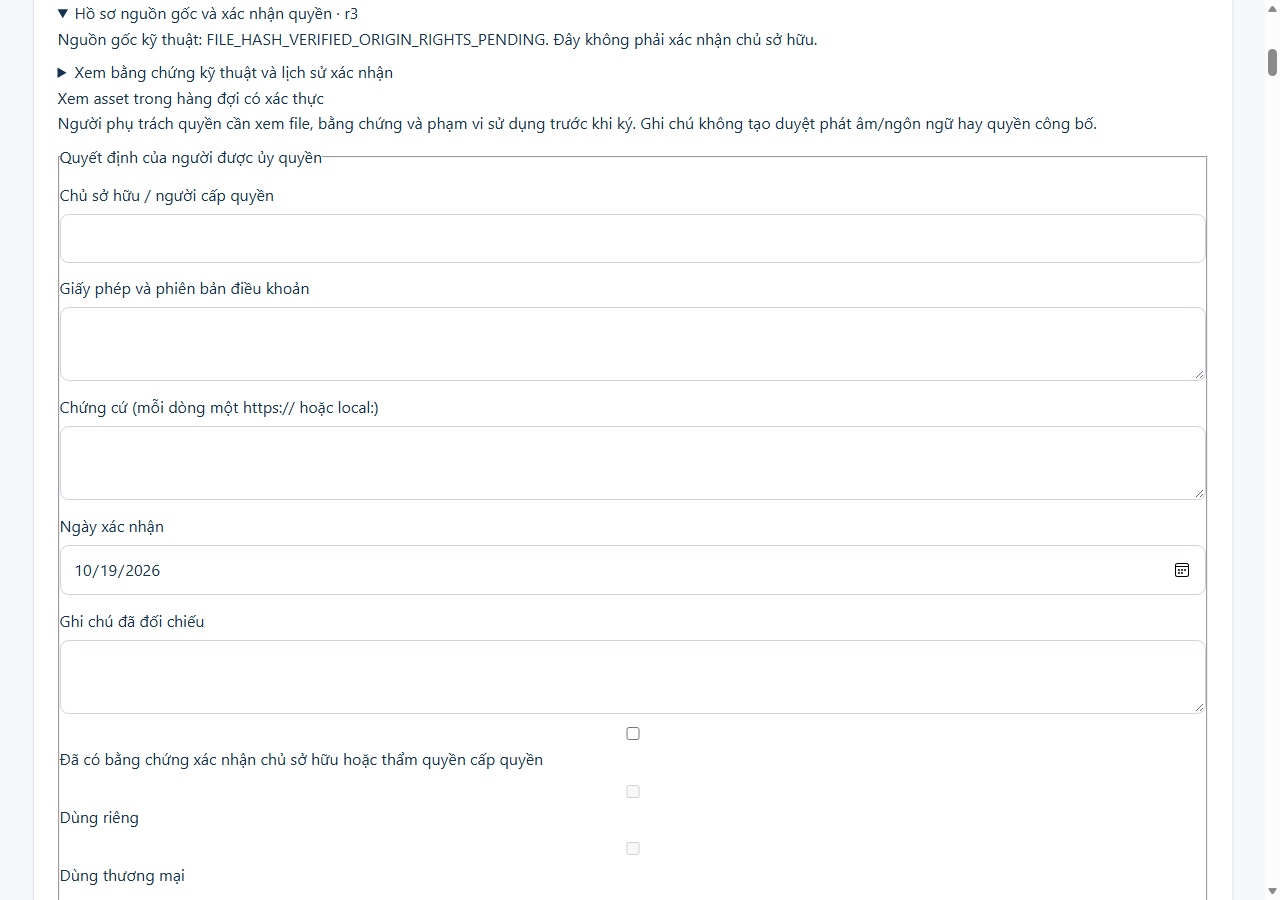 Hồ sơ nguồn gốc và xác nhận quyền · r3
Nguồn gốc kỹ thuật: FILE_HASH_VERIFIED_ORIGIN_RIGHTS_PENDING. Đây không phải xác nhận chủ sở hữu.
Xem bằng chứng kỹ thuật và lịch sử xác nhận
Xem asset trong hàng đợi có xác thực
Người phụ trách quyền cần xem file, bằng chứng và phạm vi sử dụng trước khi ký. Ghi chú không tạo duyệt phát âm/ngôn ngữ hay quyền công bố.
Quyết định của người được ủy quyền
Chủ sở hữu / người cấp quyền
Giấy phép và phiên bản điều khoản
Chứng cứ (mỗi dòng một https:// hoặc local:)
Ngày xác nhận
10/19/2026
Ghi chú đã đối chiếu
Đã có bằng chứng xác nhận chủ sở hữu hoặc thẩm quyền cấp quyền
Dùng riêng
Dùng thương mại